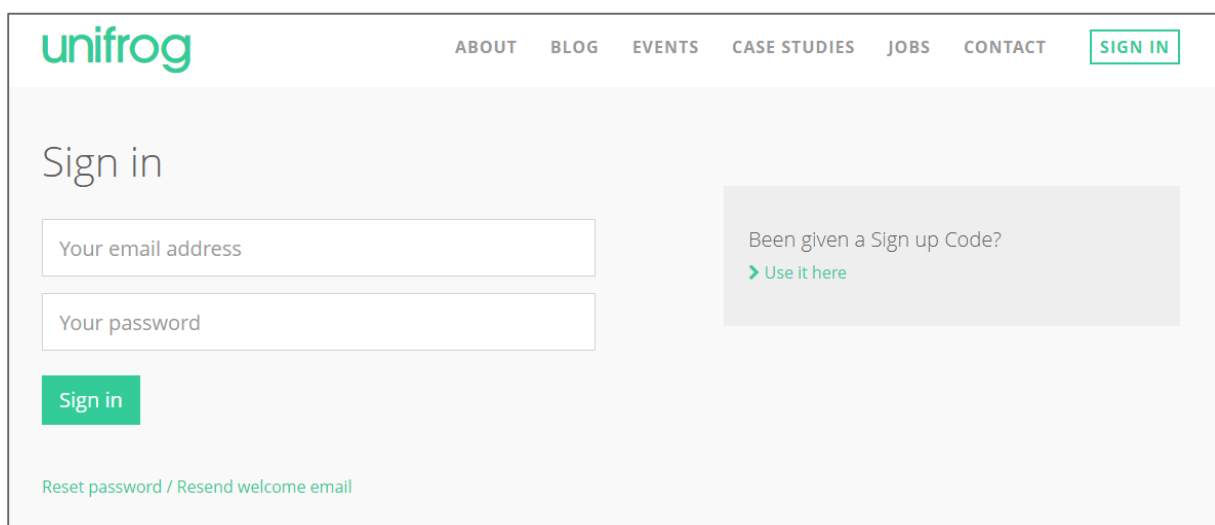 unifrog
ABOUT BLOG EVENTS CASE STUDIES JOBS CONTACT SIGN IN
Sign in
Your email address
Your password
Sign in
Reset password / Resend welcome email
Been given a Sign up Code?
Use it here